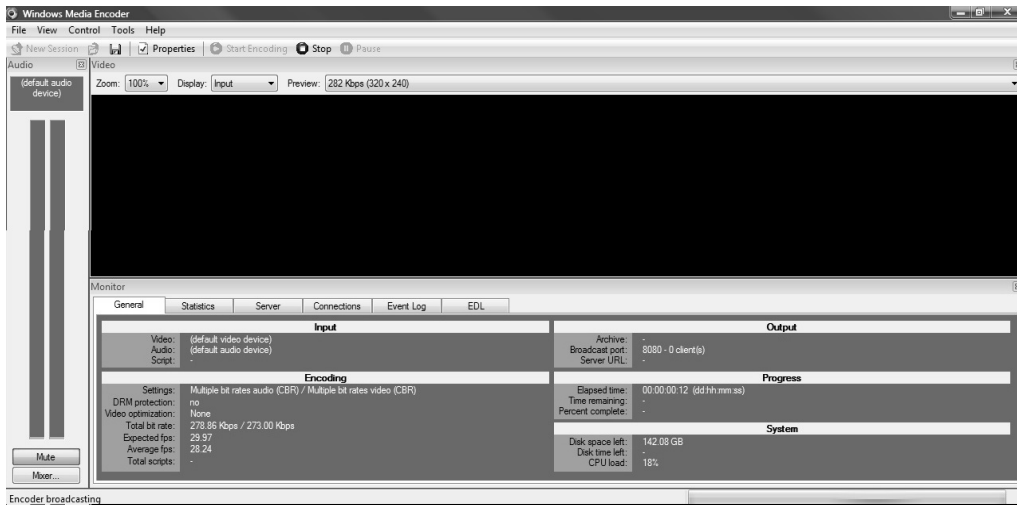 Windows Media Encoder
File View Control Tools Help
New Session Properties Start Encoding Stop Pause
Audio
Video
(default audio
device)
Zoom: 100% Display: Input Preview: 282 Kbps (320 x 240)
Monitor
General Statistics Server Connections Event Log EDL
Input
Video: (default video device)
Audio: (default audio device)
Script: -
Encoding
Settings: Multiple bit rates audio (CBR) / Multiple bit rates video (CBR)
DRM protection: no
Video optimization: None
Total bit rate: 278.86 Kbps / 273.00 Kbps
Expected fps: 29.97
Average fps: 28.24
Total scripts: -
Output
Archive: -
Broadcast port: 8080 - 0 client(s)
Server URL: -
Progress
Elapsed time: 00:00:00:12 (dd:hh:mm:ss)
Time remaining: -
Percent complete: -
System
Disk space left: 142.08 GB
Disk time left: -
CPU load: 18%
Mute
Mixer...
Encoder broadcasting